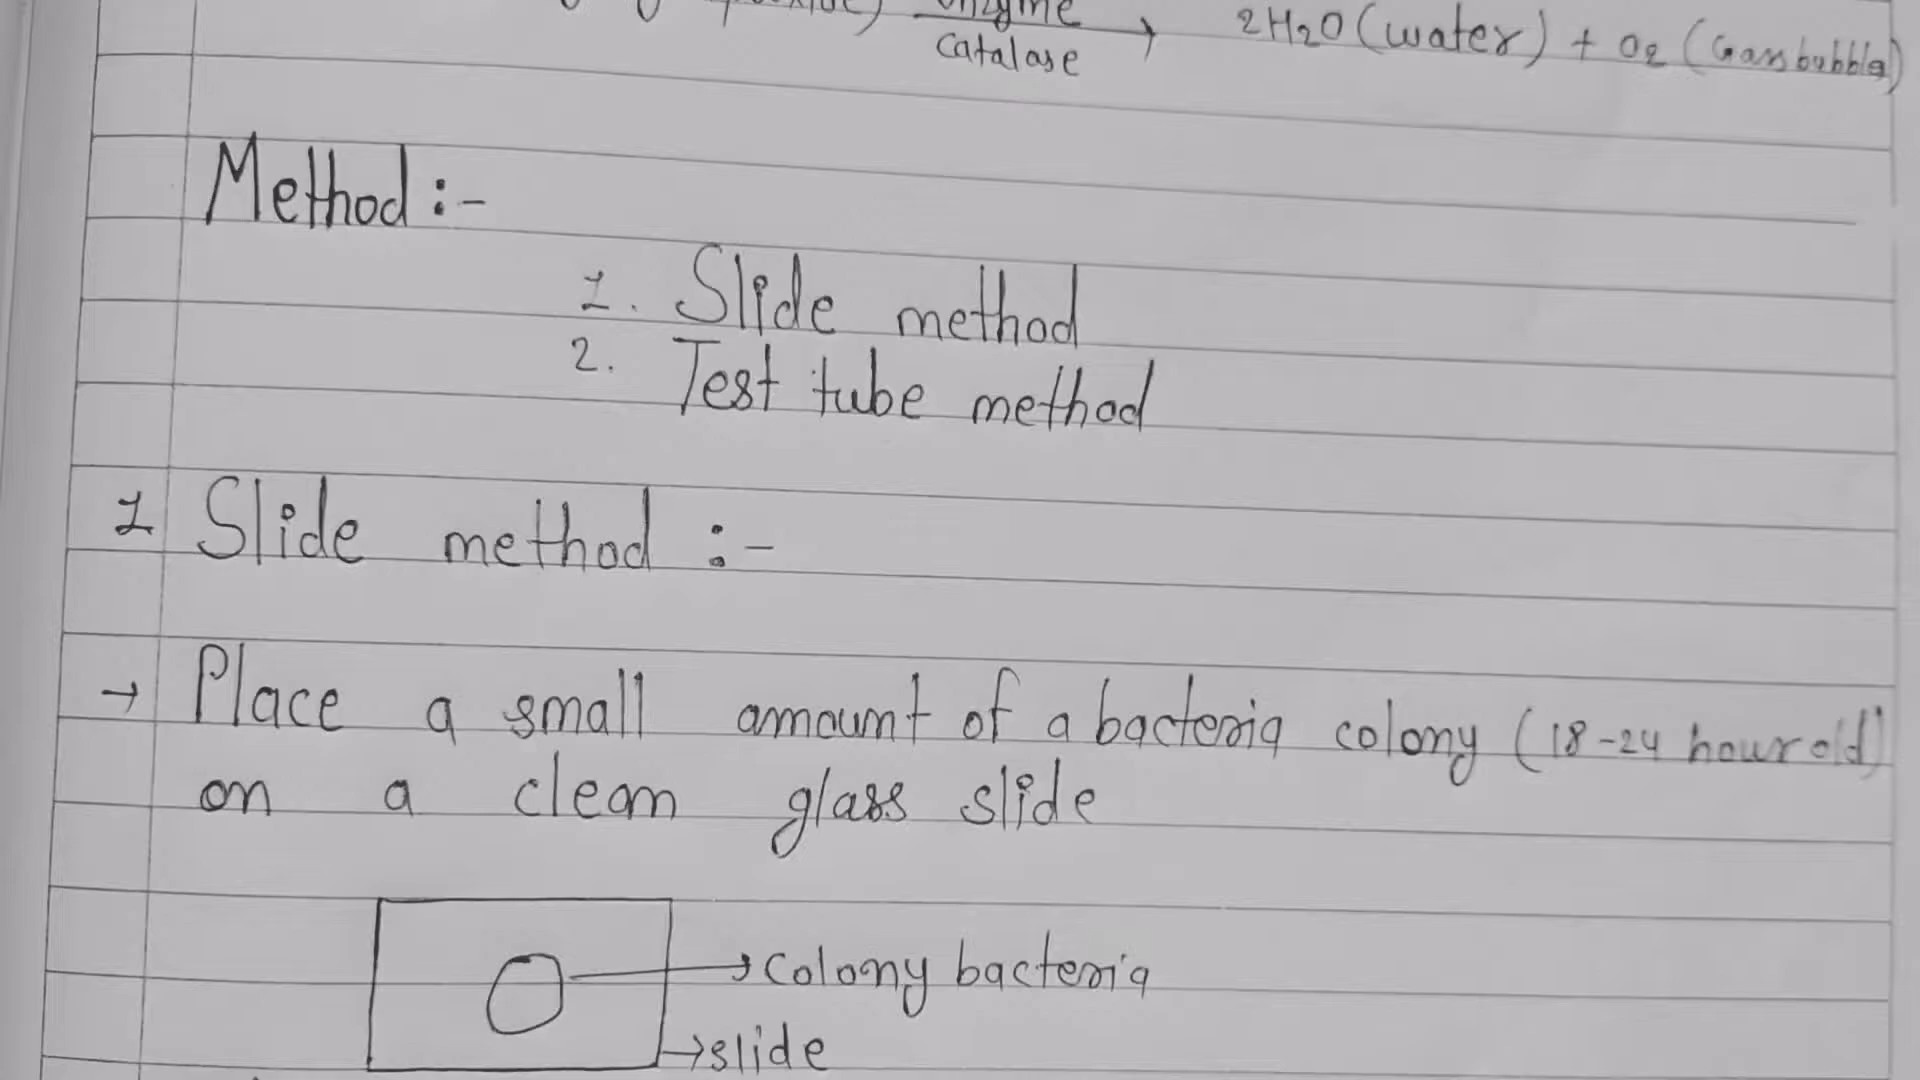 enzyme
catalase
2H2O (water) + O2 (Gas bubble)
Method :-
1. Slide method
2. Test tube method
1 Slide method :-
→ Place a small amount of a bacteria colony (18-24 hour old)
on a clean glass slide
→ Colony bacteria
→ slide